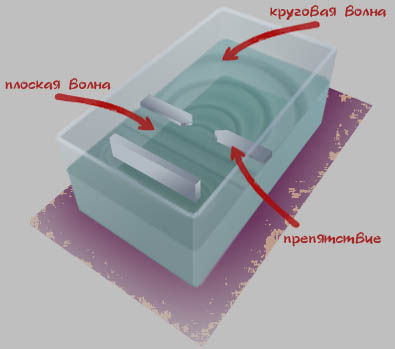 круговая волна
плоская волна
препятствие